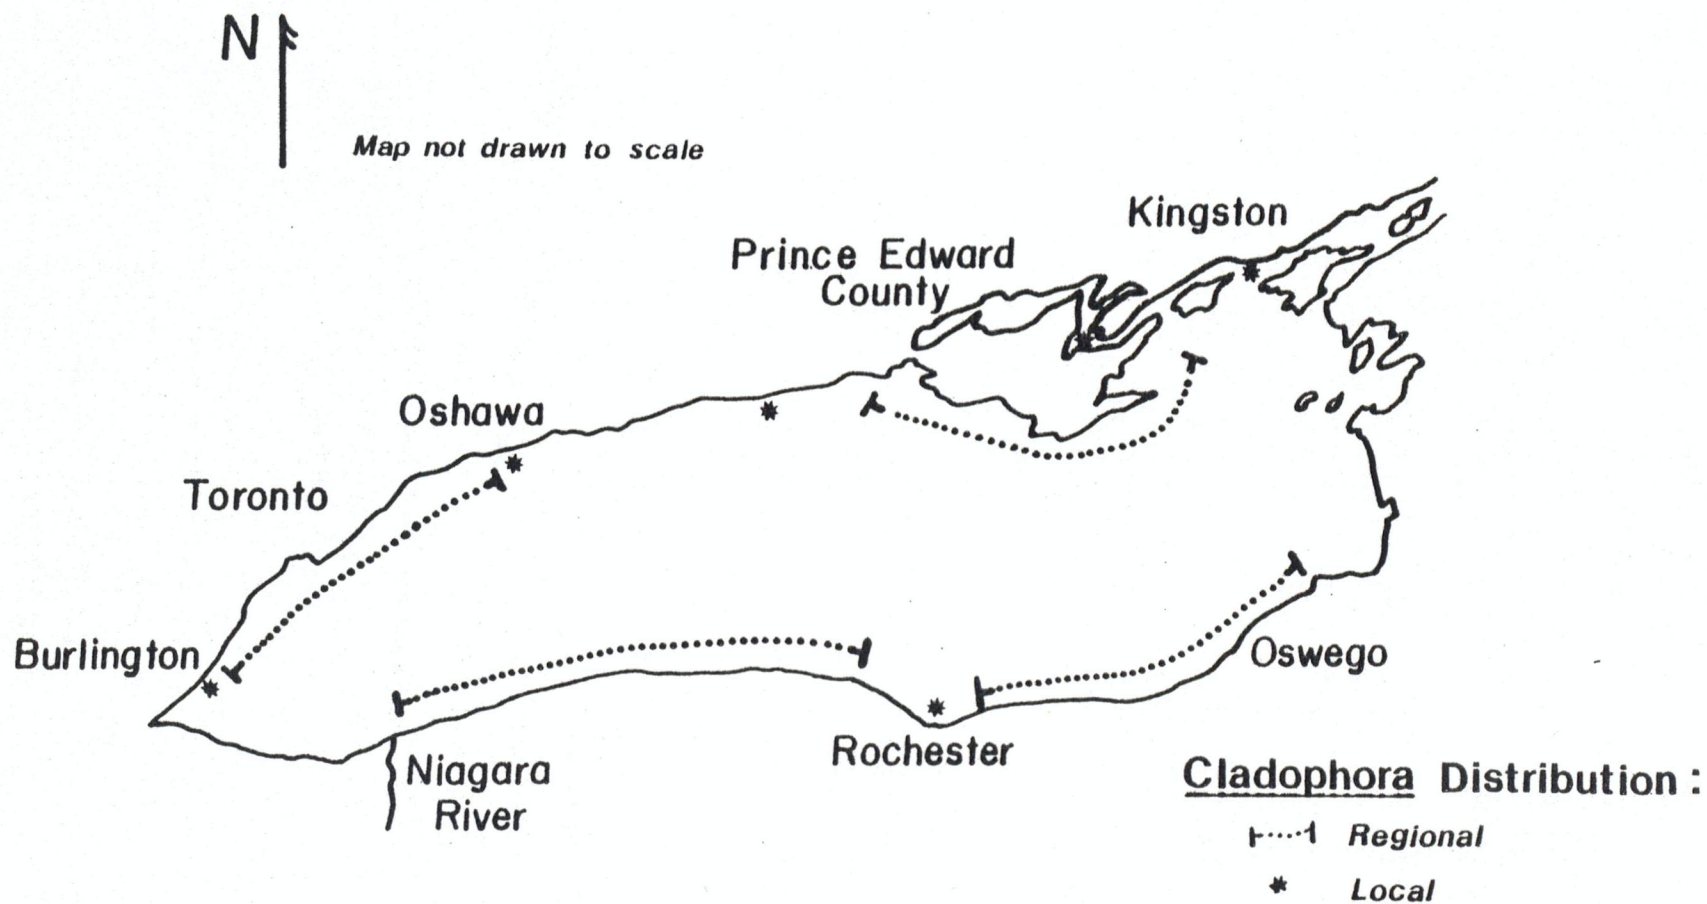 N
Map not drawn to scale
Kingston
Prince Edward
County
Oshawa
Toronto
Burlington
Oswego
Rochester
Niagara
River
Cladophora Distribution :
Regional
Local